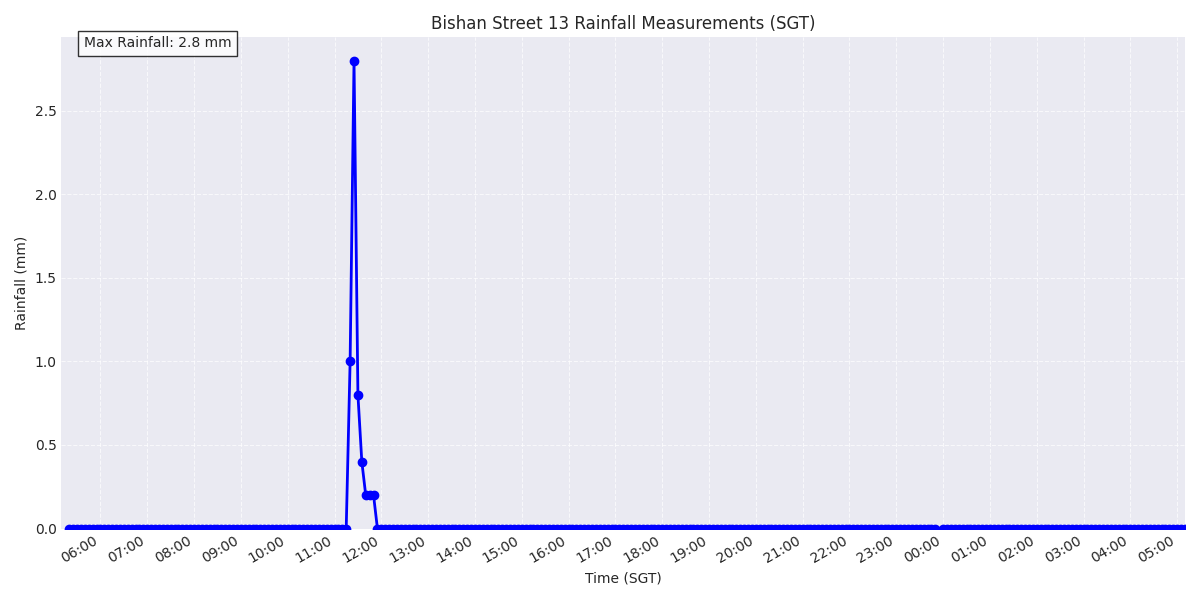 Bishan Street 13 Rainfall Measurements (SGT)
Max Rainfall: 2.8 mm
Rainfall (mm)
2.5
2.0
1.5
1.0
0.5
0.0
06:00 07:00 08:00 09:00 10:00 11:00 12:00 13:00 14:00 15:00 16:00 17:00 18:00 19:00 20:00 21:00 22:00 23:00 00:00 01:00 02:00 03:00 04:00 05:00
Time (SGT)